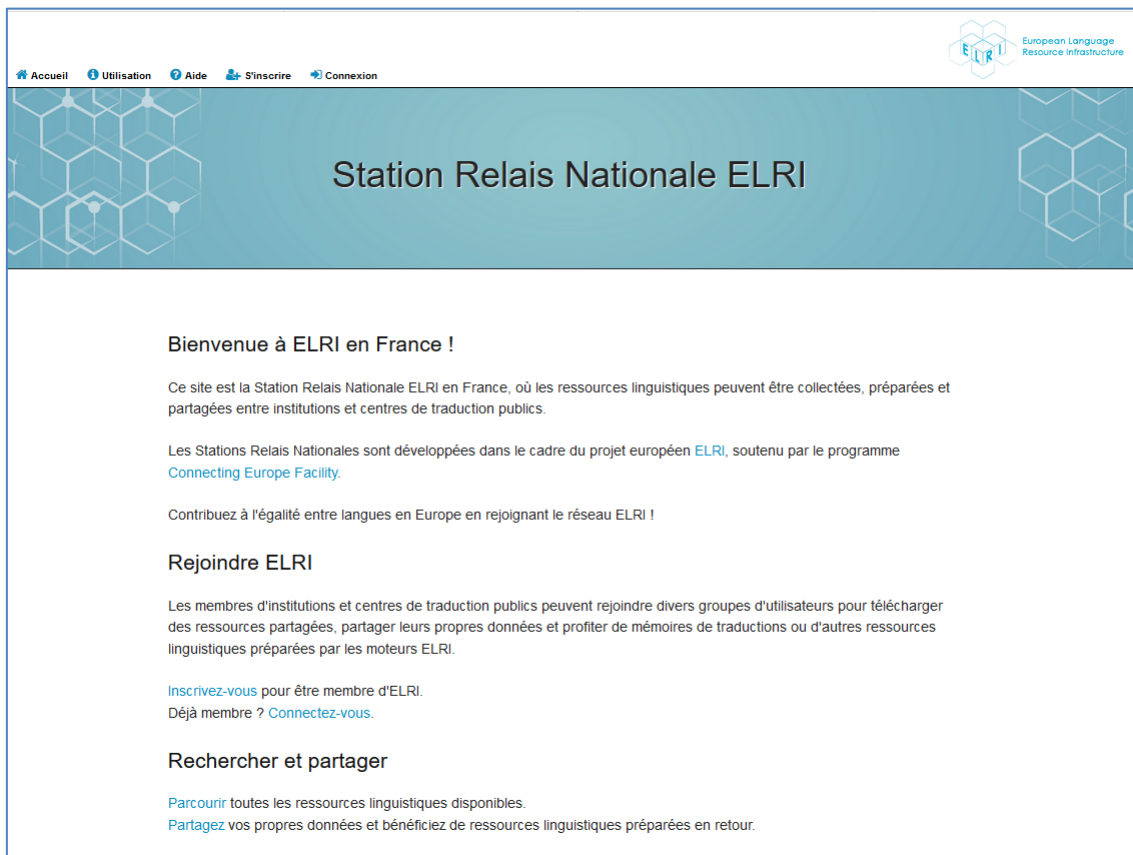 European Language
Resource Infrastructure
ELRI
Accueil Utilisation Aide S'inscrire Connexion
Station Relais Nationale ELRI
Bienvenue à ELRI en France !
Ce site est la Station Relais Nationale ELRI en France, où les ressources linguistiques peuvent être collectées, préparées et
partagées entre institutions et centres de traduction publics.
Les Stations Relais Nationales sont développées dans le cadre du projet européen ELRI, soutenu par le programme
Connecting Europe Facility.
Contribuez à l'égalité entre langues en Europe en rejoignant le réseau ELRI !
Rejoindre ELRI
Les membres d'institutions et centres de traduction publics peuvent rejoindre divers groupes d'utilisateurs pour télécharger
des ressources partagées, partager leurs propres données et profiter de mémoires de traductions ou d'autres ressources
linguistiques préparées par les moteurs ELRI.
Inscrivez-vous pour être membre d'ELRI.
Déjà membre ? Connectez-vous.
Rechercher et partager
Parcourir toutes les ressources linguistiques disponibles.
Partagez vos propres données et bénéficiez de ressources linguistiques préparées en retour.